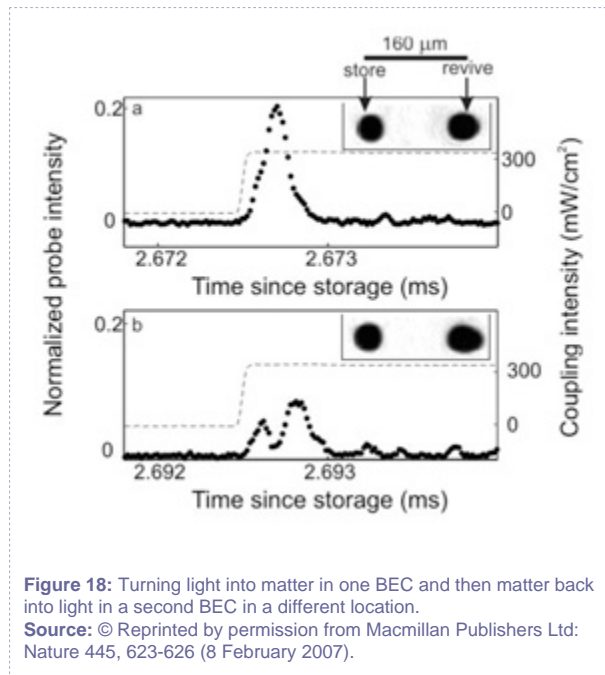 160 μm
store revive
0.2 a
300
0
0
2.672 2.673
Time since storage (ms)
0.2 b
300
0
0
2.692 2.693
Time since storage (ms)
Normalized probe intensity
Coupling intensity (mW/cm²)
Figure 18: Turning light into matter in one BEC and then matter back
into light in a second BEC in a different location.
Source: © Reprinted by permission from Macmillan Publishers Ltd:
Nature 445, 623-626 (8 February 2007).